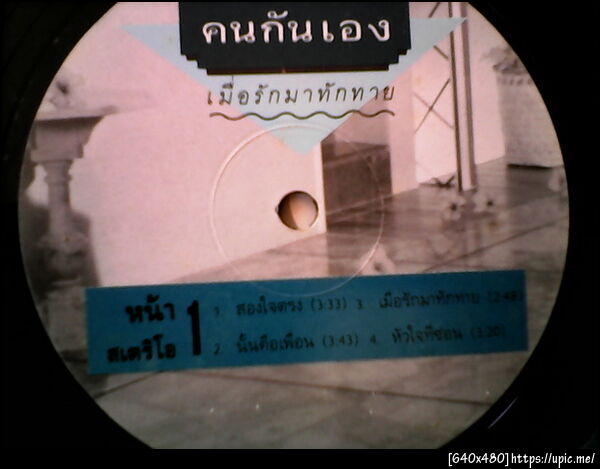 คนกันเอง
เมื่อรักมาทักทาย
หน้า 1
สเตริโอ
1. สองใจตรง (3:33) 3. เมื่อรักมาทักทาย (2:48)
2. นั้นคือเพื่อน (3:43) 4. หัวใจที่ซ่อน (3:20)
[640x480]https://upic.me/